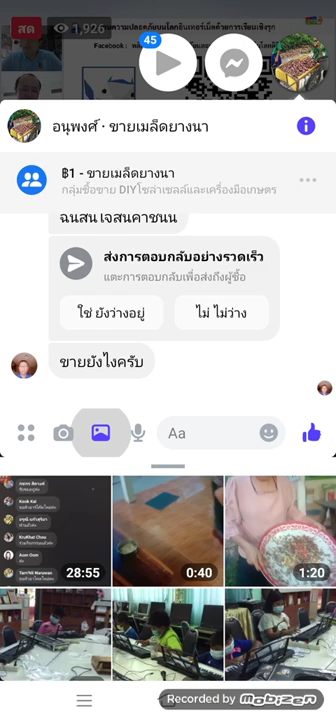 สด
1,926
45
Facebook :
อนุพงศ์ · ขายเมล็ดยางนา
฿1 - ขายเมล็ดยางนา
กลุ่มซื้อขาย DIYโซล่าเซลล์และเครื่องมือเกษตร
ฉันสนใจสินค้าชิ้นนี้
ส่งการตอบกลับอย่างรวดเร็ว
แตะการตอบกลับเพื่อส่งถึงผู้ซื้อ
ใช่ ยังว่างอยู่
ไม่ ไม่ว่าง
ขายยังไงครับ
Aa
28:55
0:40
1:20
Recorded by MOBIZEN